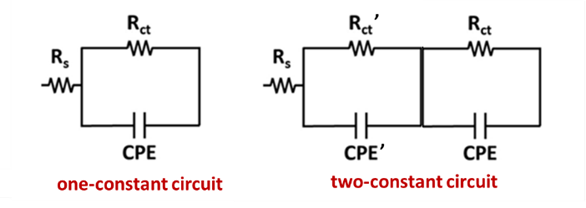 Rct
Rs
CPE
one-constant circuit
Rct′
Rct
Rs
CPE′
CPE
two-constant circuit